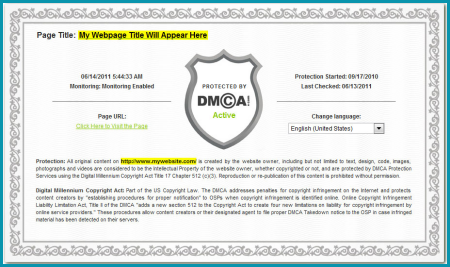 Page Title: My Webpage Title Will Appear Here
06/14/2011 5:44:33 AM
Monitoring: Monitoring Enabled
PROTECTED BY
DMCA.com
Active
Protection Started: 09/17/2010
Last Checked: 06/13/2011
Page URL:
Click Here to Visit the Page
Change language:
English (United States)
Protection: All original content on http://www.mywebsite.com/ is created by the website owner, including but not limited to text, design, code, images,
photographs and videos are considered to be the Intellectual Property of the website owner, whether copyrighted or not, and are protected by DMCA Protection
Services using the Digital Millennium Copyright Act Title 17 Chapter 512 (c)(3). Reproduction or re-publication of this content is prohibited without permission.
Digital Millennium Copyright Act: Part of the US Copyright Law. The DMCA addresses penalties for copyright infringement on the internet and protects
content creators by "establishing procedures for proper notification" to OSPs when copyright infringement is identified online. Online Copyright Infringement
Liability Limitation Act, Title II of the DMCA "adds a new section 512 to the Copyright Act to create four new limitations on liability for copyright infringement by
online service providers." These procedures allow content creators or their designated agent to file proper DMCA Takedown notice to the OSP in case infringed
material has been detected on their servers.